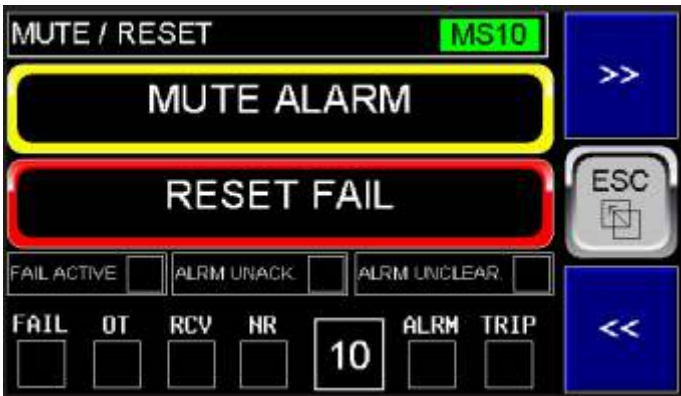 MUTE / RESET MS10
>>
MUTE ALARM
ESC
RESET FAIL
FAIL ACTIVE ALRM UNACK. ALRM UNCLEAR.
FAIL OT RCV NR 10 ALRM TRIP
<<